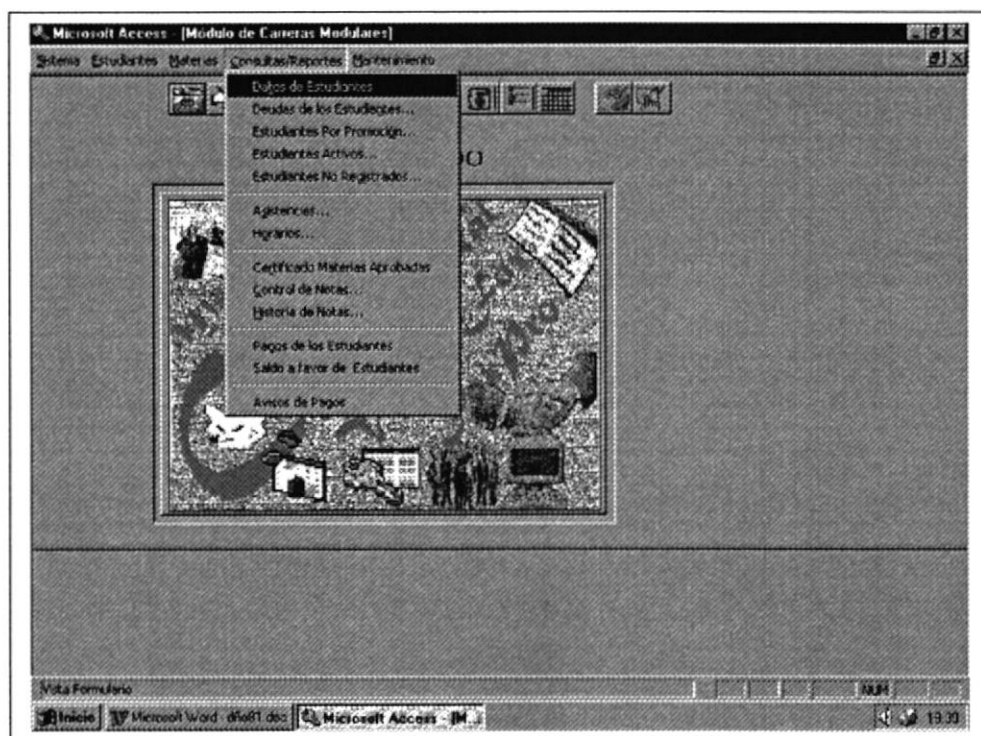 Microsoft Access - [Módulo de Carreras Modulares]
Sistema Estudiantes Materias Consultas/Reportes Mantenimiento
Datos de Estudiantes
Deudas de los Estudiantes...
Estudiantes Por Promoción...
Estudiantes Activos...
Estudiantes No Registrados...
Asistencias...
Horarios...
Certificado Materias Aprobadas
Control de Notas...
Historia de Notas...
Pagos de los Estudiantes
Saldo a favor de Estudiantes
Avisos de Pagos
Vista Formulario
NUM
Inicio
Microsoft Word - dño81.doc
Microsoft Access - [M...
19:39